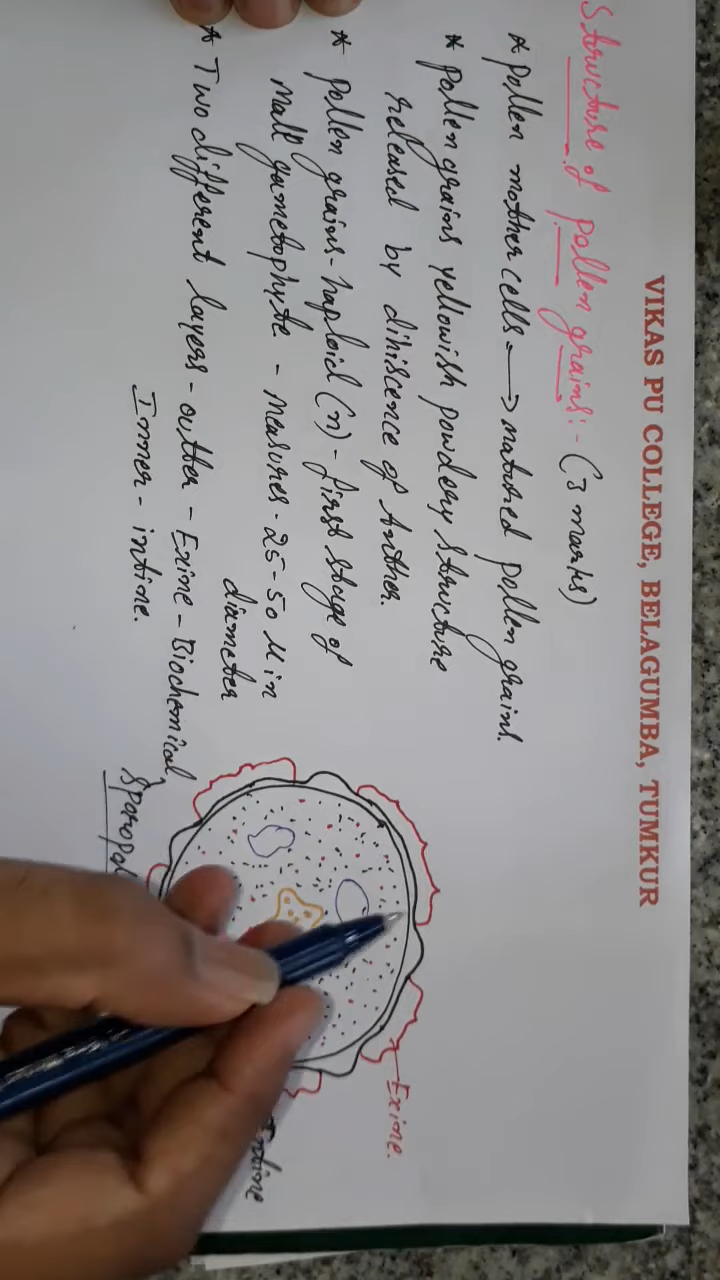 VIKAS PU COLLEGE, BELAGUMBA, TUMKUR
Structure of pollen grains:- (3 marks)
* pollen mother cells → matured pollen grains.
* pollen grains yellowish powdery structure
released by dihiscence of Anther.
* pollen grains - haploid (n) - first stage of
male gametophyte - measures - 25-50 µ in
diameter
* Two different layers - outter - Exine - Biochemical,
Inner - intine.
Sporopol
Exine.
Intine